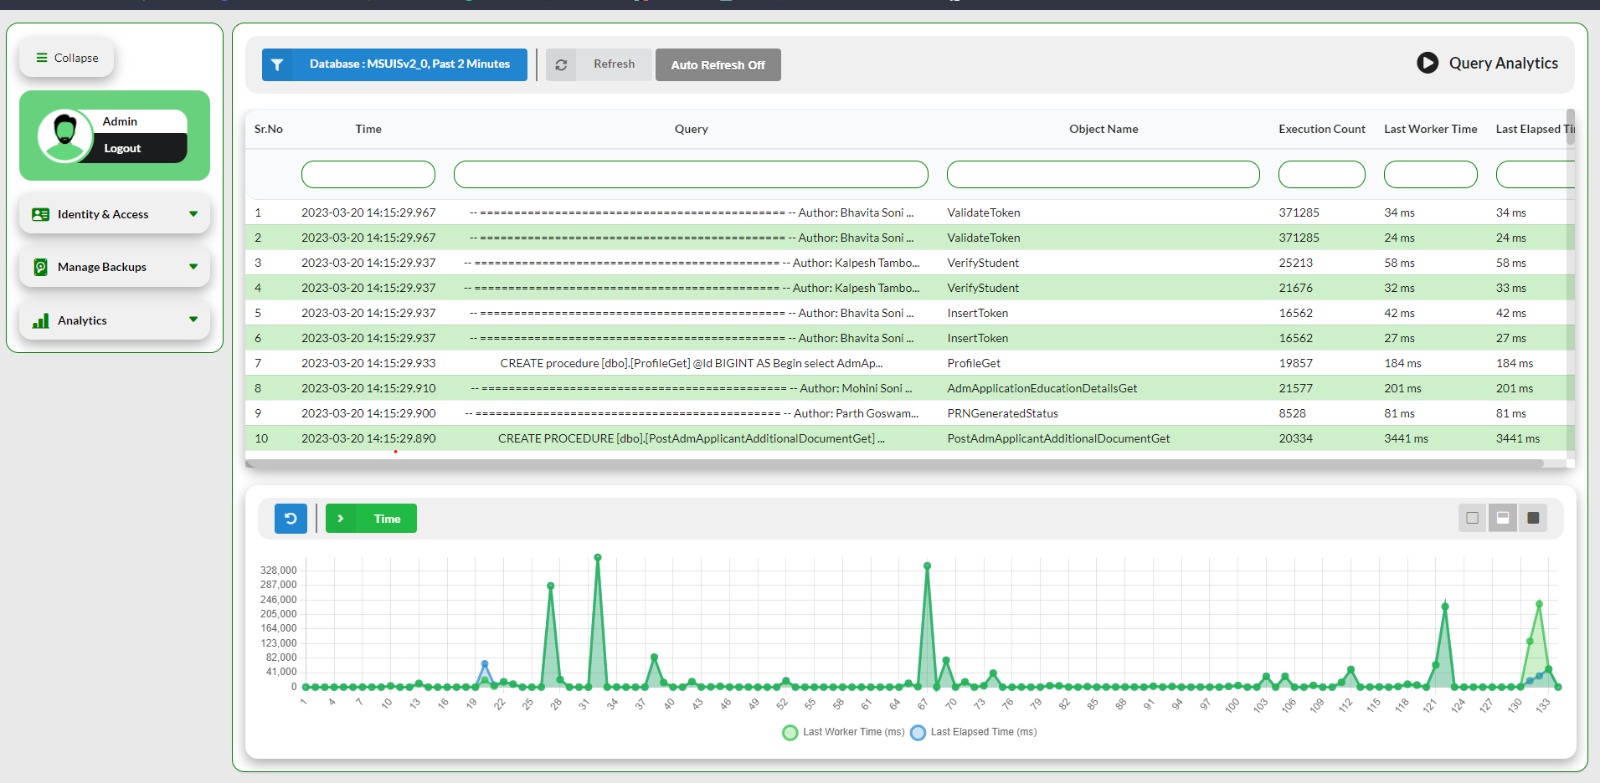 Collapse
Admin
Logout
Identity & Access
Manage Backups
Analytics
Database : MSUISv2_0, Past 2 Minutes
Refresh
Auto Refresh Off
Query Analytics
Sr.No Time Query Object Name Execution Count Last Worker Time Last Elapsed Ti
1 2023-03-20 14:15:29.967 -- ============================================= -- Author: Bhavita Soni ... ValidateToken 371285 34 ms 34 ms
2 2023-03-20 14:15:29.967 -- ============================================= -- Author: Bhavita Soni ... ValidateToken 371285 24 ms 24 ms
3 2023-03-20 14:15:29.937 -- ============================================= -- Author: Kalpesh Tambo... VerifyStudent 25213 58 ms 58 ms
4 2023-03-20 14:15:29.937 -- ============================================= -- Author: Kalpesh Tambo... VerifyStudent 21676 32 ms 33 ms
5 2023-03-20 14:15:29.937 -- ============================================= -- Author: Bhavita Soni ... InsertToken 16562 42 ms 42 ms
6 2023-03-20 14:15:29.937 -- ============================================= -- Author: Bhavita Soni ... InsertToken 16562 27 ms 27 ms
7 2023-03-20 14:15:29.933 CREATE procedure [dbo].[ProfileGet] @Id BIGINT AS Begin select AdmAp... ProfileGet 19857 184 ms 184 ms
8 2023-03-20 14:15:29.910 -- ============================================= -- Author: Mohini Soni ... AdmApplicationEducationDetailsGet 21577 201 ms 201 ms
9 2023-03-20 14:15:29.900 -- ============================================= -- Author: Parth Goswam... PRNGeneratedStatus 8528 81 ms 81 ms
10 2023-03-20 14:15:29.890 CREATE PROCEDURE [dbo].[PostAdmApplicantAdditionalDocumentGet] ... PostAdmApplicantAdditionalDocumentGet 20334 3441 ms 3441 ms
Time
328,000
287,000
246,000
205,000
164,000
123,000
82,000
41,000
0
1 4 7 10 13 16 19 22 25 28 31 34 37 40 43 46 49 52 55 58 61 64 67 70 73 76 79 82 85 88 91 94 97 100 103 106 109 112 115 118 121 124 127 130 133
Last Worker Time (ms) Last Elapsed Time (ms)